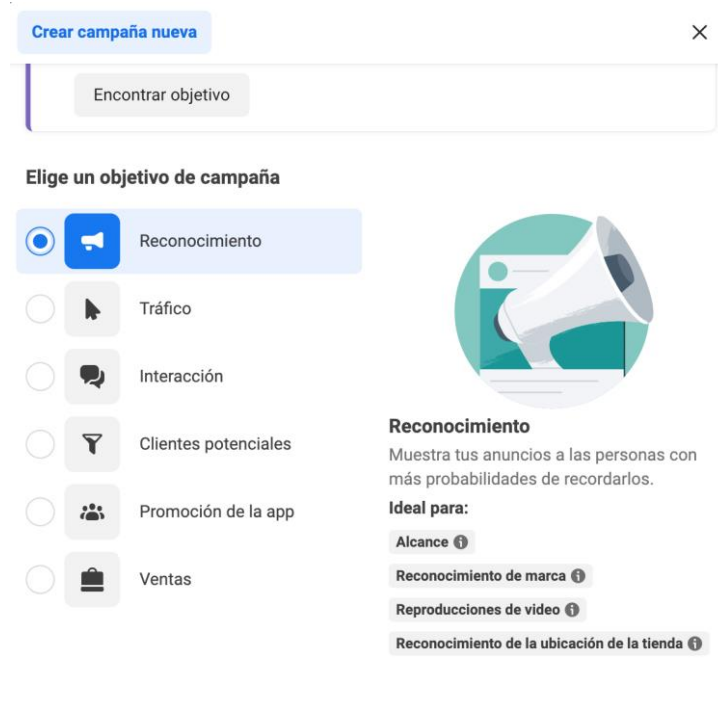 Crear campaña nueva
Encontrar objetivo
Elige un objetivo de campaña
Reconocimiento
Tráfico
Interacción
Clientes potenciales
Promoción de la app
Ventas
Reconocimiento
Muestra tus anuncios a las personas con
más probabilidades de recordarlos.
Ideal para:
Alcance
Reconocimiento de marca
Reproducciones de video
Reconocimiento de la ubicación de la tienda